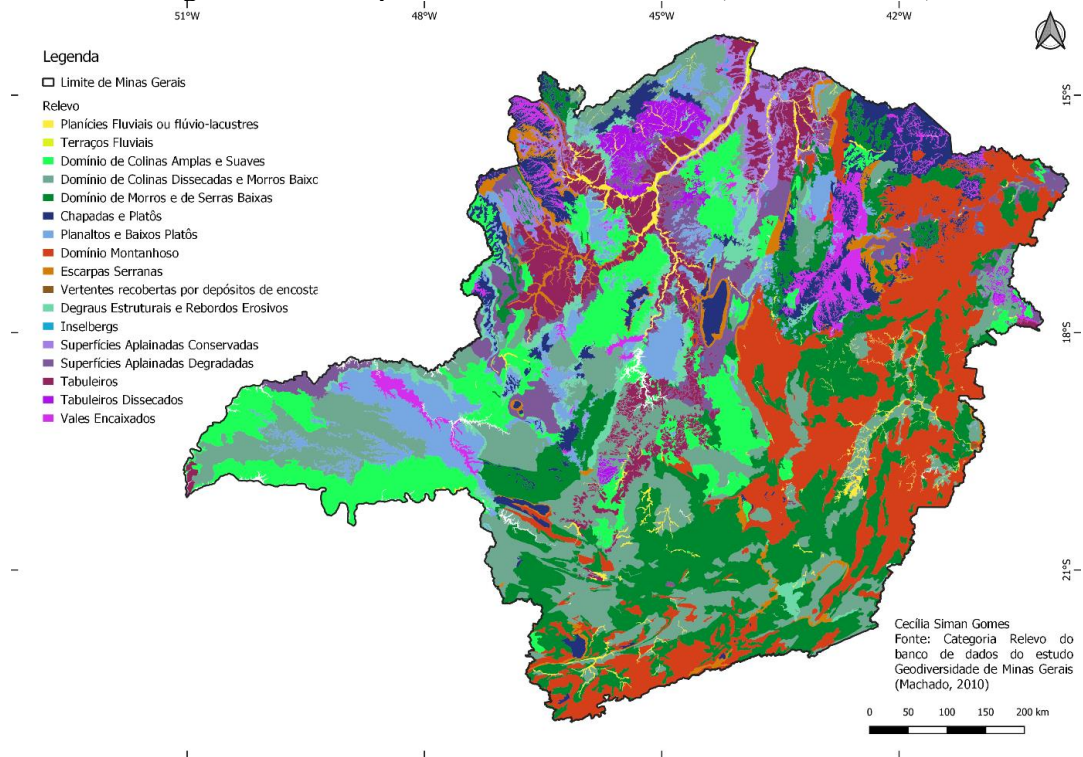 51°W
48°W
45°W
42°W
Legenda
Limite de Minas Gerais
Relevo
Planícies Fluviais ou flúvio-lacustres
Terraços Fluviais
Domínio de Colinas Amplas e Suaves
Domínio de Colinas Dissecadas e Morros Baixc
Domínio de Morros e de Serras Baixas
Chapadas e Platôs
Planaltos e Baixos Platôs
Domínio Montanhoso
Escarpas Serranas
Vertentes recobertas por depósitos de encosta
Degraus Estruturais e Rebordos Erosivos
Inselbergs
Superfícies Aplainadas Conservadas
Superfícies Aplainadas Degradadas
Tabuleiros
Tabuleiros Dissecados
Vales Encaixados
15°S
18°S
21°S
Cecília Siman Gomes
Fonte: Categoria Relevo do
banco de dados do estudo
Geodiversidade de Minas Gerais
(Machado, 2010)
0 50 100 150 200 km